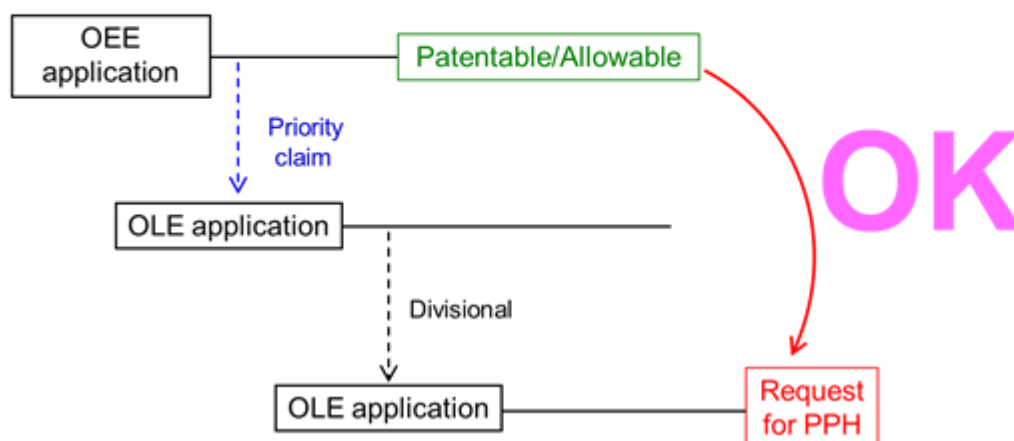 OEE
application
Patentable/Allowable
Priority
claim
OK
OLE application
Divisional
OLE application
Request
for PPH